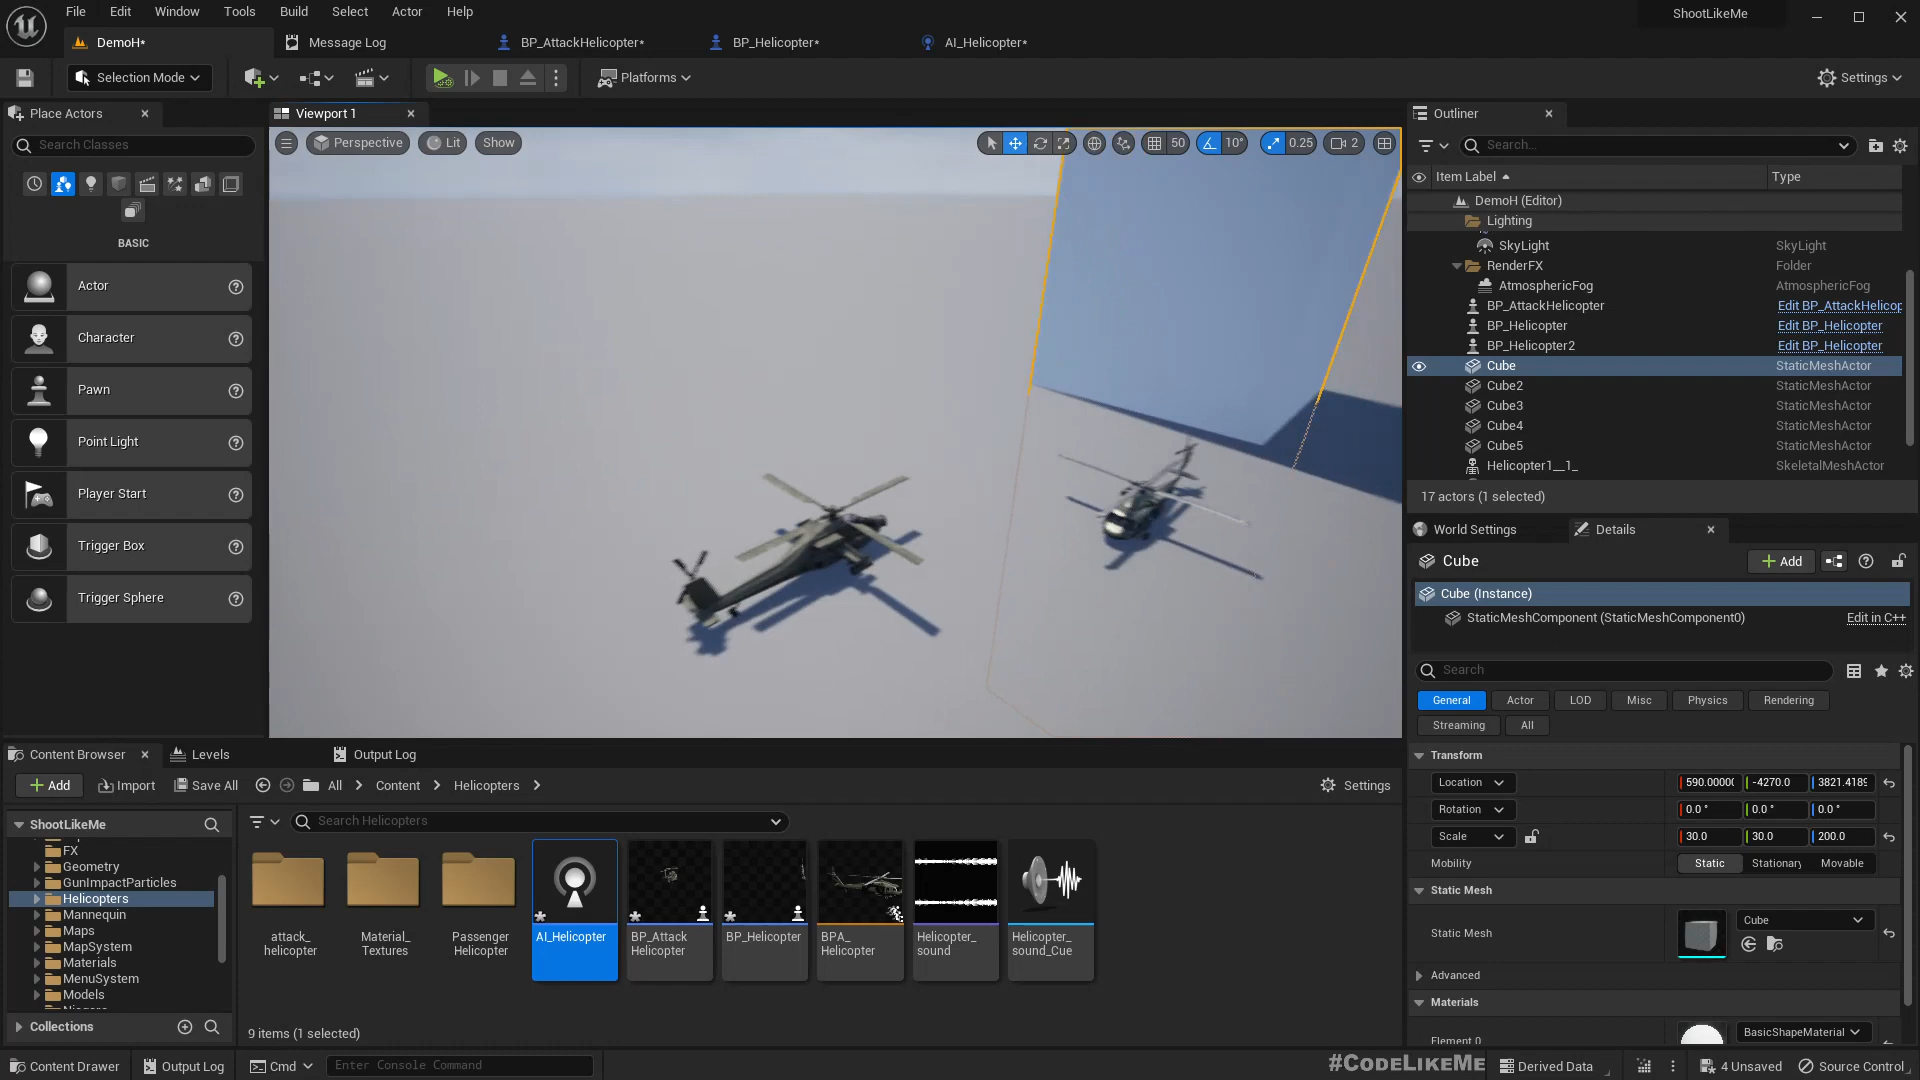 File Edit Window Tools Build Select Actor Help
ShootLikeMe
DemoH*
Message Log
BP_AttackHelicopter*
BP_Helicopter*
AI_Helicopter*
Selection Mode
Platforms
Settings
Place Actors
Viewport 1
Outliner
Search Classes
Perspective
Lit
Show
50
10°
0.25
2
Search...
Item Label
Type
DemoH (Editor)
Lighting
SkyLight SkyLight
RenderFX Folder
AtmosphericFog AtmosphericFog
BP_AttackHelicopter Edit BP_AttackHelicop
BP_Helicopter Edit BP_Helicopter
BP_Helicopter2 Edit BP_Helicopter
Cube StaticMeshActor
Cube2 StaticMeshActor
Cube3 StaticMeshActor
Cube4 StaticMeshActor
Cube5 StaticMeshActor
Helicopter1__1_ SkeletalMeshActor
17 actors (1 selected)
BASIC
Actor
Character
Pawn
Point Light
Player Start
Trigger Box
Trigger Sphere
World Settings
Details
Cube
Add
Cube (Instance)
StaticMeshComponent (StaticMeshComponent0) Edit in C++
Search
General Actor LOD Misc Physics Rendering
Streaming All
Transform
Location 590.0000 -4270.0 3821.418
Rotation 0.0 ° 0.0 ° 0.0 °
Scale 30.0 30.0 200.0
Mobility Static Stationary Movable
Static Mesh
Static Mesh Cube
Advanced
Materials
Element 0 BasicShapeMaterial
Content Browser
Levels
Output Log
Add
Import
Save All
All
Content
Helicopters
Settings
ShootLikeMe
Search Helicopters
FX
Geometry
GunImpactParticles
Helicopters
Mannequin
Maps
MapSystem
Materials
MenuSystem
Models
Collections
attack_
helicopter
Material_
Textures
Passenger
Helicopter
AI_Helicopter
BP_Attack
Helicopter
BP_Helicopter
BPA_
Helicopter
Helicopter_
sound
Helicopter_
sound_Cue
9 items (1 selected)
Content Drawer
Output Log
Cmd
Enter Console Command
#CodeLikeMe
Derived Data
4 Unsaved
Source Control